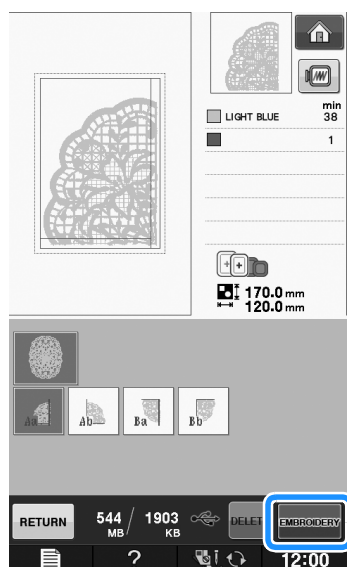 min
LIGHT BLUE 38
1
170.0 mm
120.0 mm
Aa Ab Ba Bb
RETURN 544 MB / 1903 KB DELET EMBROIDERY
? 12:00